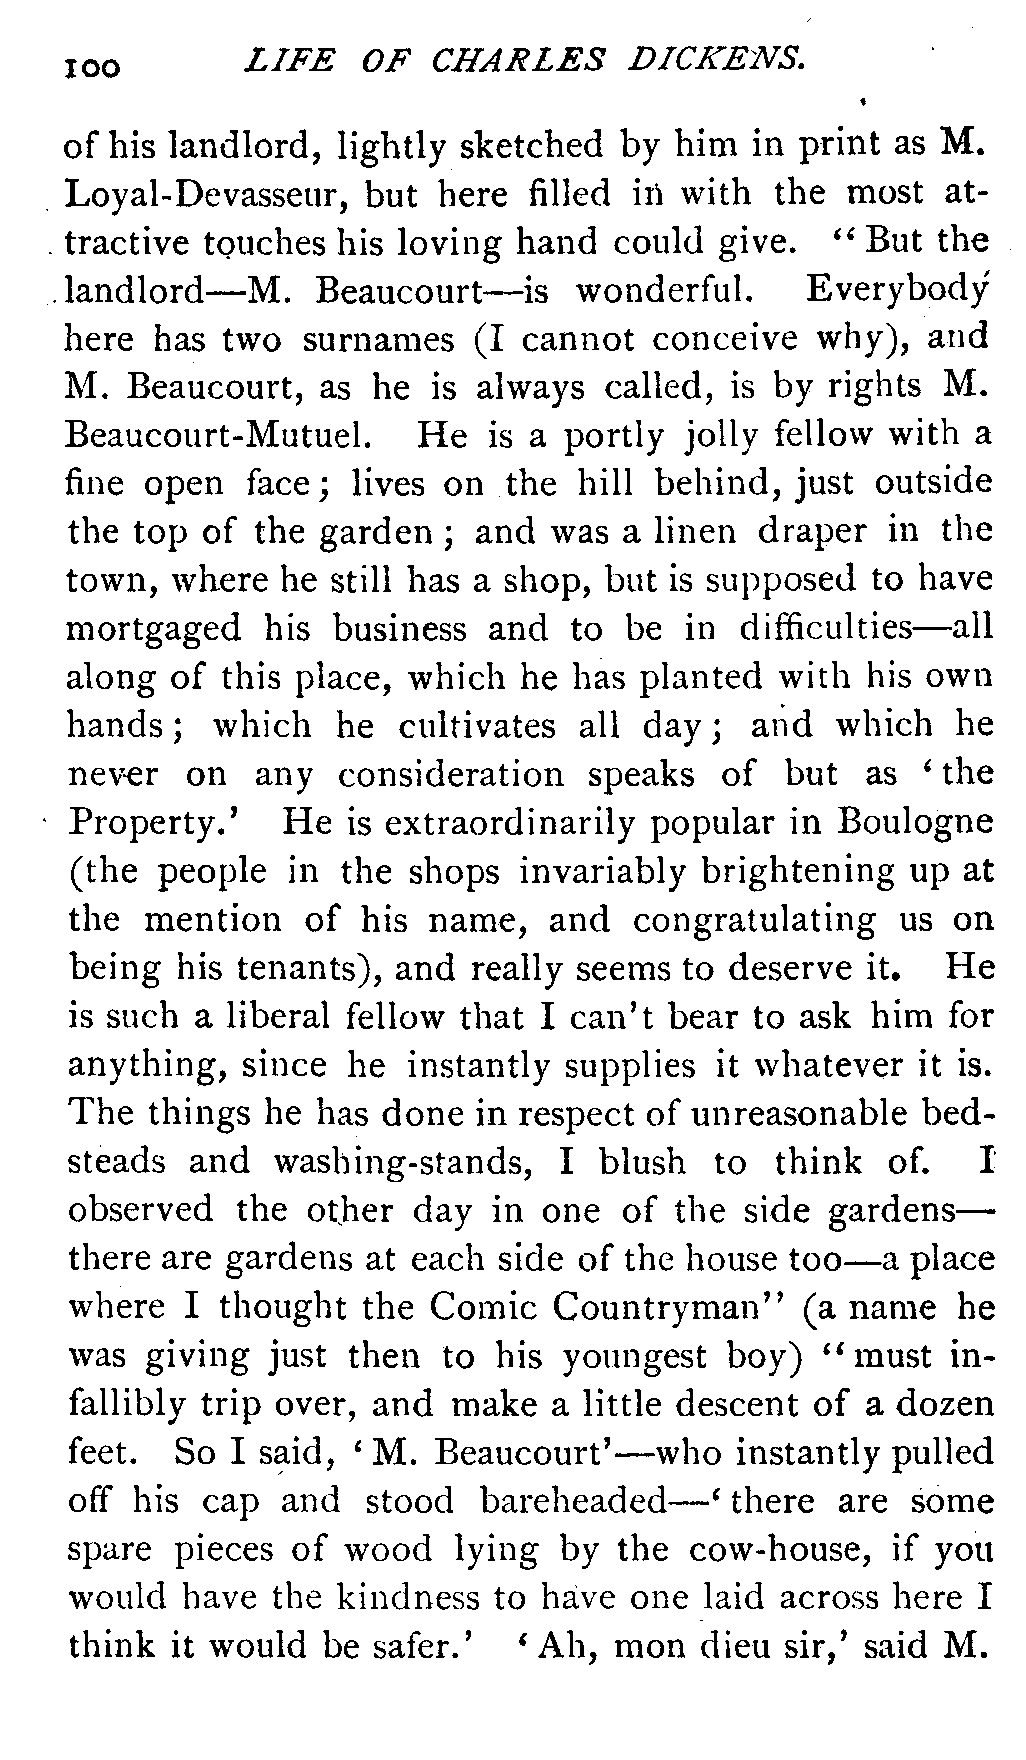 100 LIFE OF CHARLES DICKENS.
of his landlord, lightly sketched by him in print as M.
Loyal-Devasseur, but here filled in with the most at-
tractive touches his loving hand could give. "But the
landlord—M. Beaucourt—is wonderful. Everybody
here has two surnames (I cannot conceive why), and
M. Beaucourt, as he is always called, is by rights M.
Beaucourt-Mutuel. He is a portly jolly fellow with a
fine open face; lives on the hill behind, just outside
the top of the garden; and was a linen draper in the
town, where he still has a shop, but is supposed to have
mortgaged his business and to be in difficulties—all
along of this place, which he has planted with his own
hands; which he cultivates all day; and which he
never on any consideration speaks of but as 'the
Property.' He is extraordinarily popular in Boulogne
(the people in the shops invariably brightening up at
the mention of his name, and congratulating us on
being his tenants), and really seems to deserve it. He
is such a liberal fellow that I can't bear to ask him for
anything, since he instantly supplies it whatever it is.
The things he has done in respect of unreasonable bed-
steads and washing-stands, I blush to think of. I
observed the other day in one of the side gardens—
there are gardens at each side of the house too—a place
where I thought the Comic Countryman" (a name he
was giving just then to his youngest boy) "must in-
fallibly trip over, and make a little descent of a dozen
feet. So I said, 'M. Beaucourt'—who instantly pulled
off his cap and stood bareheaded—'there are some
spare pieces of wood lying by the cow-house, if you
would have the kindness to have one laid across here I
think it would be safer.' 'Ah, mon dieu sir,' said M.